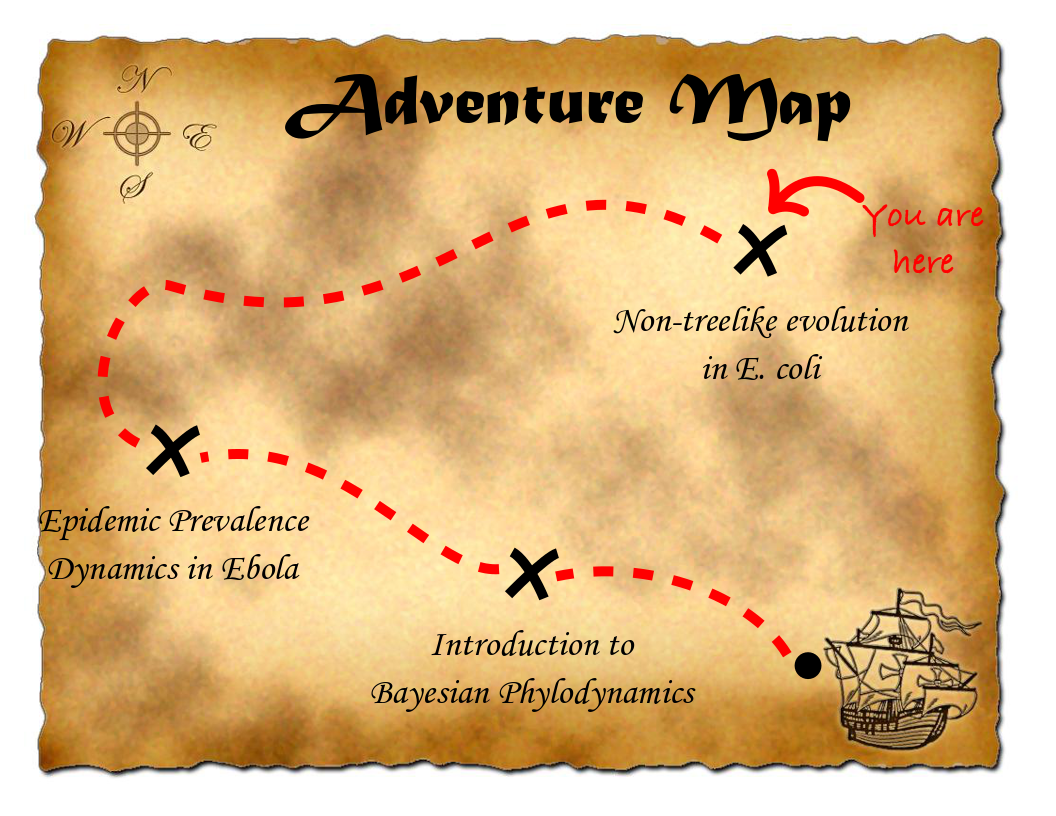 Adventure Map
N
W E
S
You are
here
Non-treelike evolution
in E. coli
Epidemic Prevalence
Dynamics in Ebola
Introduction to
Bayesian Phylodynamics